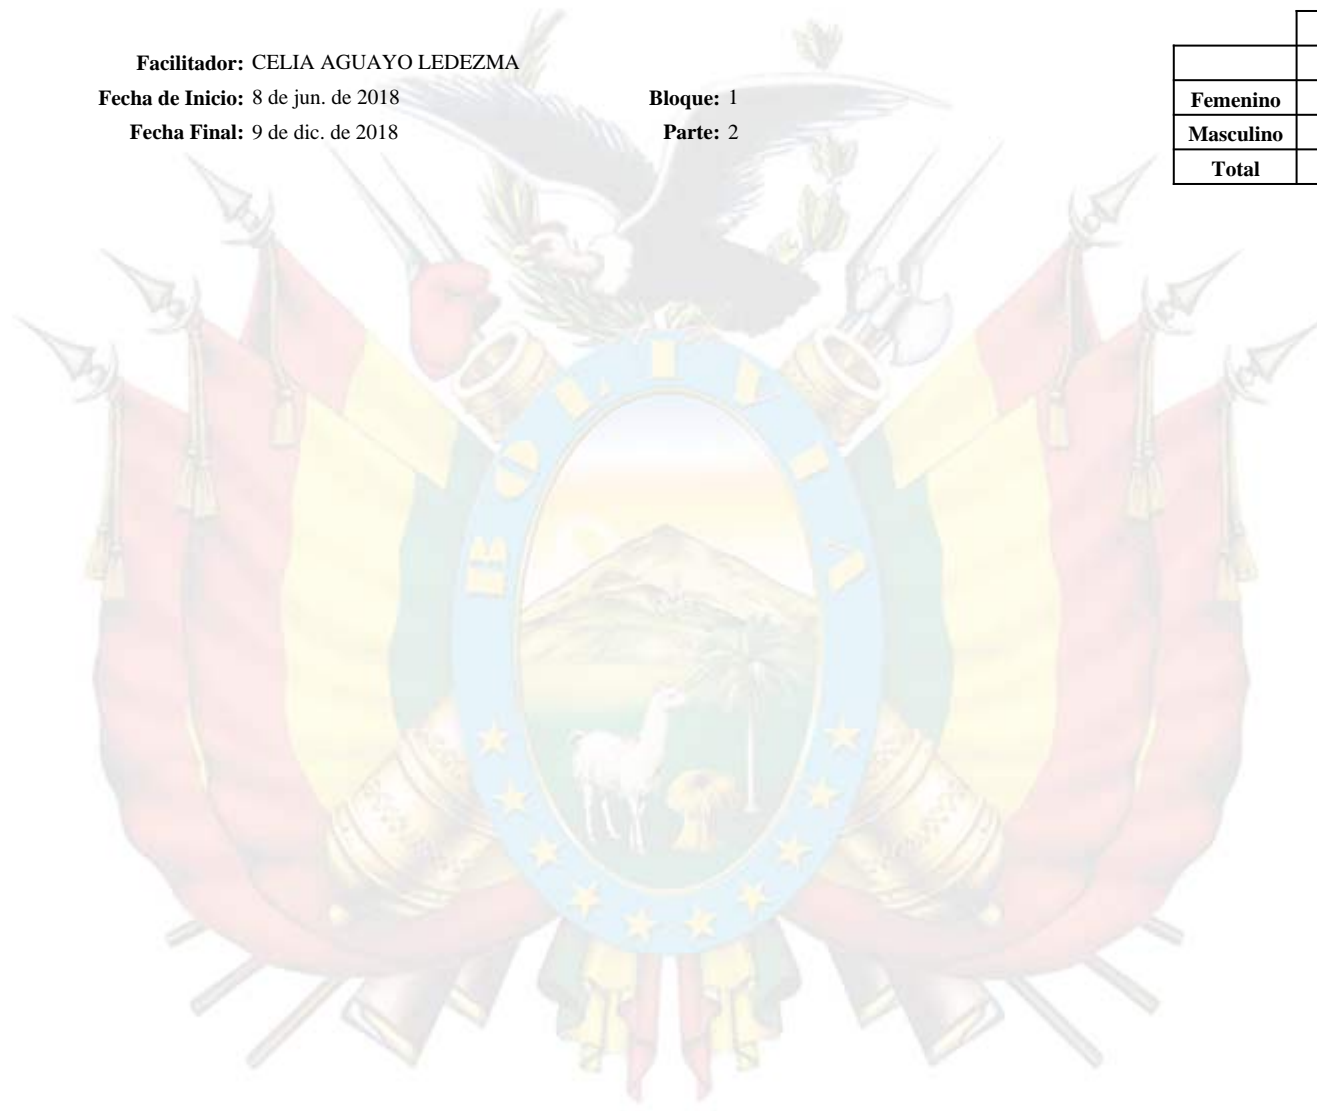 Facilitador: CELIA AGUAYO LEDEZMA
Fecha de Inicio: 8 de jun. de 2018 Bloque: 1
Fecha Final: 9 de dic. de 2018 Parte: 2
Femenino
Masculino
Total
BOLIVIA